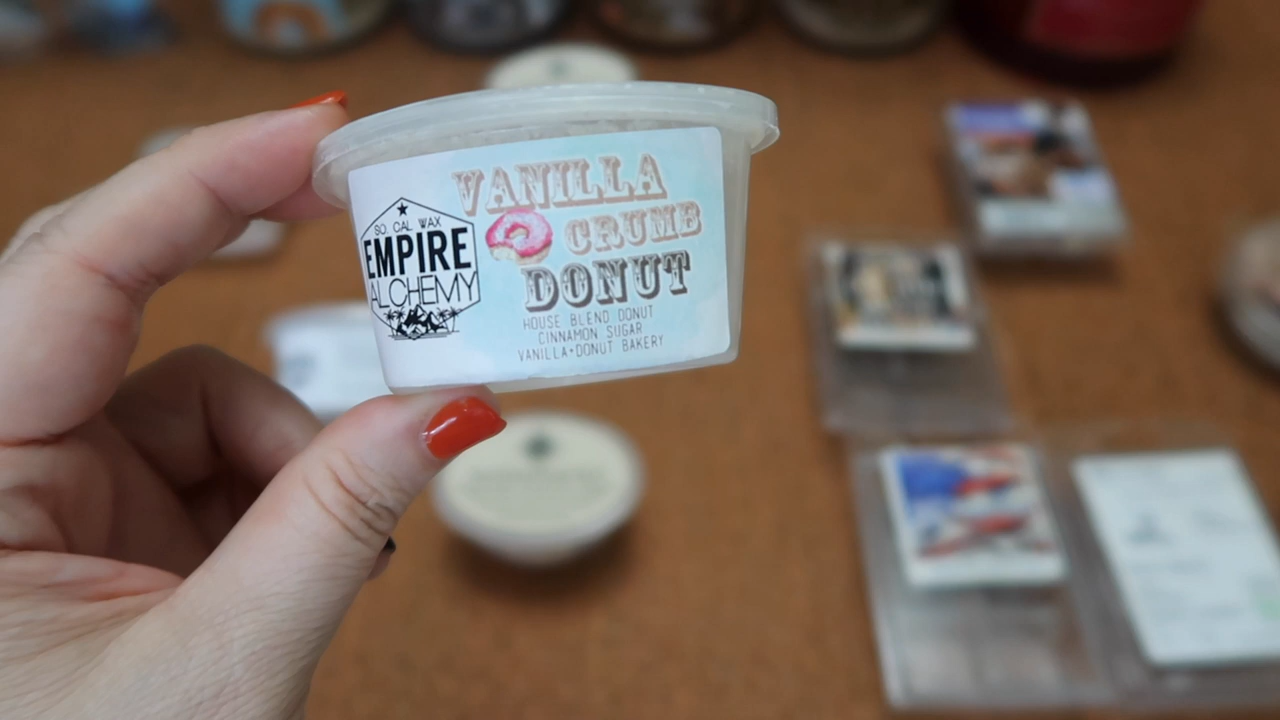 SO. CAL WAX
EMPIRE
ALCHEMY
VANILLA
CRUMB
DONUT
HOUSE BLEND DONUT
CINNAMON SUGAR
VANILLA+DONUT BAKERY